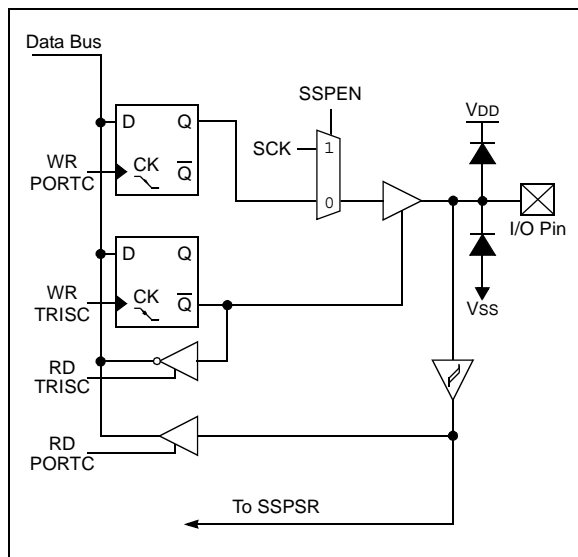 Data Bus
SSPEN
VDD
D
Q
SCK
1
WR
PORTC
CK
Q
0
I/O Pin
D
Q
WR
TRISC
CK
Q
VSS
RD
TRISC
RD
PORTC
To SSPSR